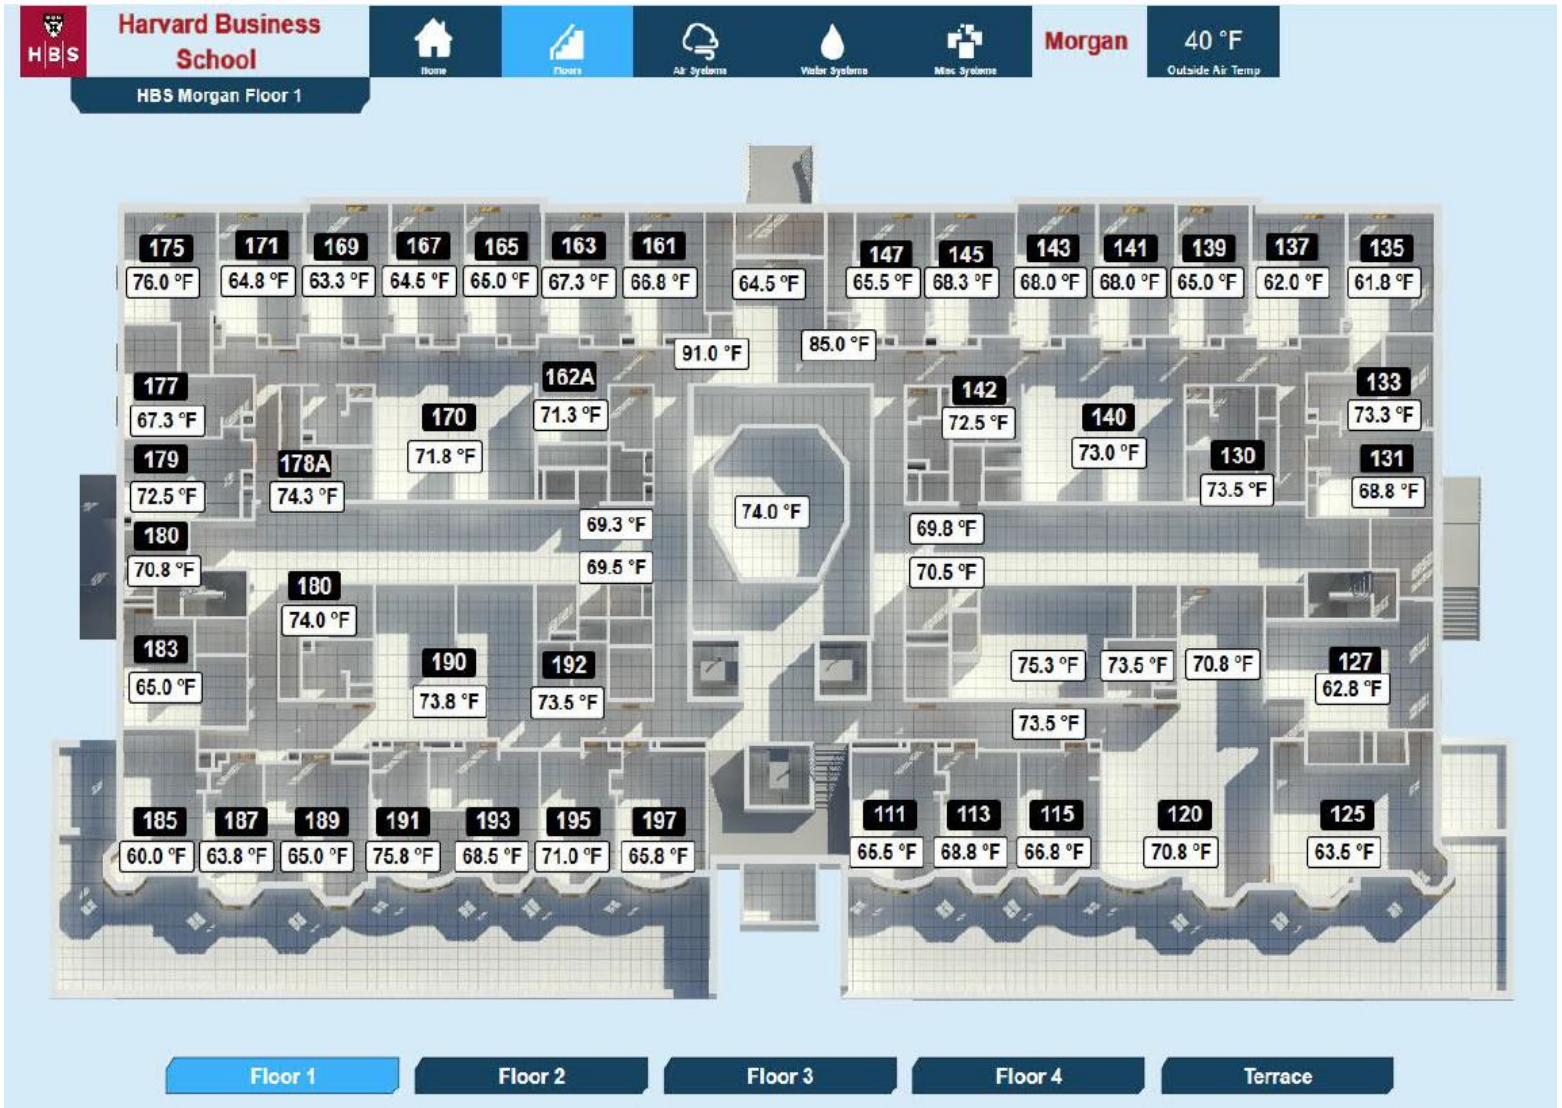 H|B|S
Harvard Business
School
Home
Floors
Air Systems
Water Systems
Misc Systems
Morgan
40 °F
Outside Air Temp
HBS Morgan Floor 1
175
76.0 °F
171
64.8 °F
169
63.3 °F
167
64.5 °F
165
65.0 °F
163
67.3 °F
161
66.8 °F
64.5 °F
147
65.5 °F
145
68.3 °F
143
68.0 °F
141
68.0 °F
139
65.0 °F
137
62.0 °F
135
61.8 °F
91.0 °F
85.0 °F
177
67.3 °F
170
71.8 °F
162A
71.3 °F
142
72.5 °F
140
73.0 °F
133
73.3 °F
179
72.5 °F
178A
74.3 °F
130
73.5 °F
131
68.8 °F
74.0 °F
69.3 °F
69.5 °F
69.8 °F
70.5 °F
180
70.8 °F
180
74.0 °F
183
65.0 °F
190
73.8 °F
192
73.5 °F
75.3 °F
73.5 °F
70.8 °F
127
62.8 °F
73.5 °F
185
60.0 °F
187
63.8 °F
189
65.0 °F
191
75.8 °F
193
68.5 °F
195
71.0 °F
197
65.8 °F
111
65.5 °F
113
68.8 °F
115
66.8 °F
120
70.8 °F
125
63.5 °F
Floor 1
Floor 2
Floor 3
Floor 4
Terrace